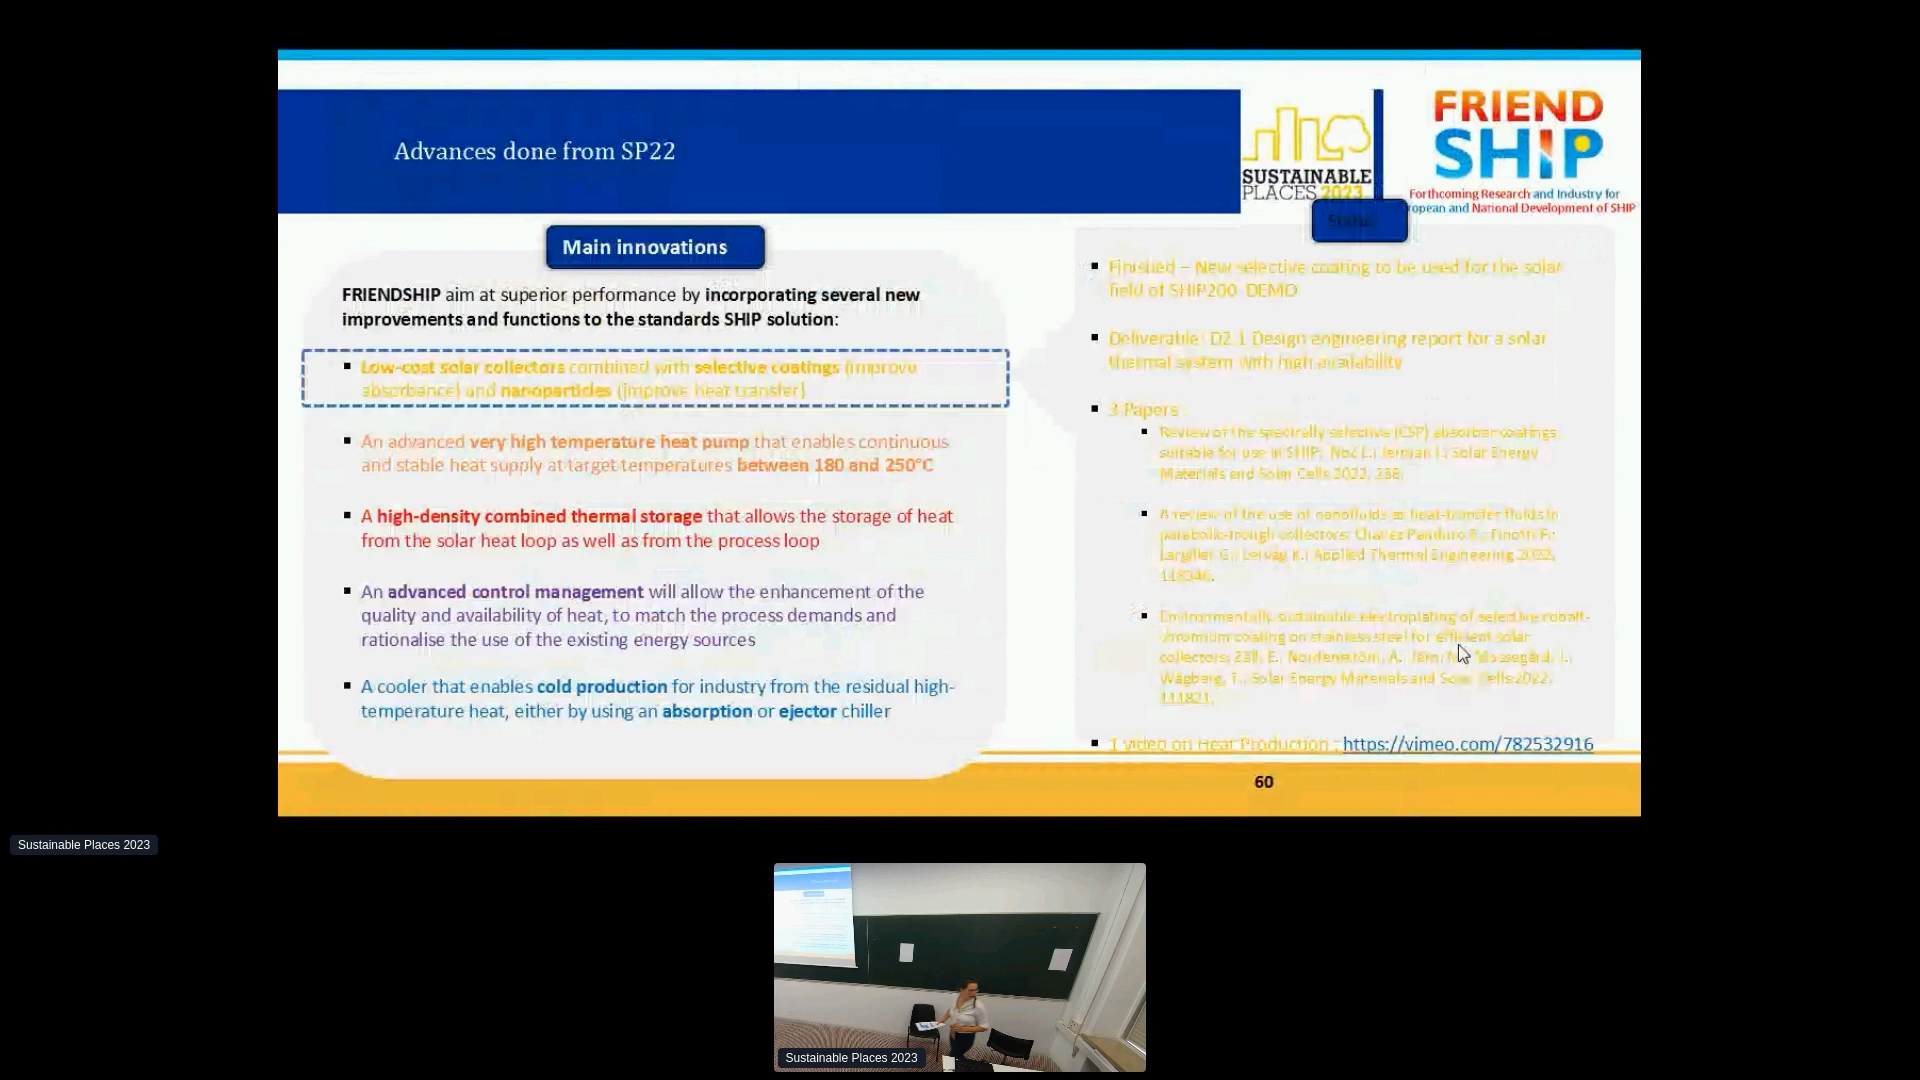 Advances done from SP22
SUSTAINABLE
PLACES 2023
FRIEND
SHIP
Forthcoming Research and Industry for
ropean and National Development of SHIP
Main innovations
FRIENDSHIP aim at superior performance by incorporating several new
improvements and functions to the standards SHIP solution:
▪ Low-cost solar collectors combined with selective coatings (improve
absorbance) and nanoparticles (improve heat transfer)
▪ An advanced very high temperature heat pump that enables continuous
and stable heat supply at target temperatures between 180 and 250°C
▪ A high-density combined thermal storage that allows the storage of heat
from the solar heat loop as well as from the process loop
▪ An advanced control management will allow the enhancement of the
quality and availability of heat, to match the process demands and
rationalise the use of the existing energy sources
▪ A cooler that enables cold production for industry from the residual high-
temperature heat, either by using an absorption or ejector chiller
Status
▪ Finished – New selective coating to be used for the solar
field of SHIP200 DEMO
▪ Deliverable D2.1 Design engineering report for a solar
thermal system with high availability
▪ 3 Papers
▪ Review of the spectrally selective (CSP) absorber coatings
suitable for use in SHIP; Noč L.; Jerman I.; Solar Energy
Materials and Solar Cells 2022, 238.
▪ A review of the use of nanofluids as heat-transfer fluids in
parabolic-trough collectors; Chavez Panduro E.; Finotti F.;
Largiller G.; Lervåg K.; Applied Thermal Engineering 2022,
118346.
▪ Environmentally sustainable electroplating of selective cobalt-
chromium coating on stainless steel for efficient solar
collectors; E., Nordenström, A.
Wågberg, T., Solar Energy Materials and Solar Cells 2022,
111821.
▪ 1 video on Heat Production : https://vimeo.com/782532916
60
Sustainable Places 2023
Sustainable Places 2023